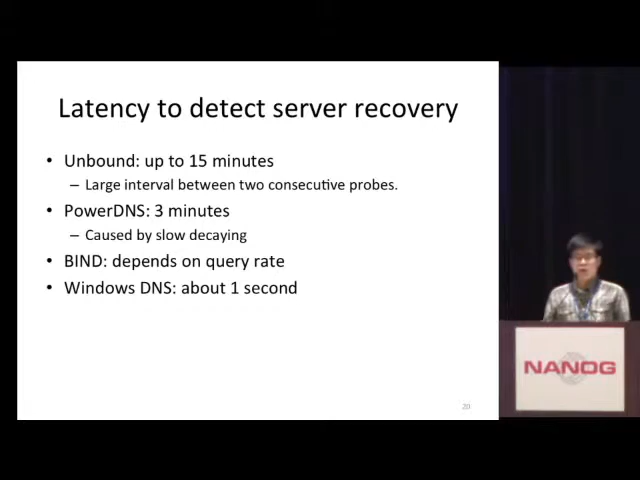 Latency to detect server recovery
• Unbound: up to 15 minutes
– Large interval between two consecutive probes.
• PowerDNS: 3 minutes
– Caused by slow decaying
• BIND: depends on query rate
• Windows DNS: about 1 second
20
NANOG